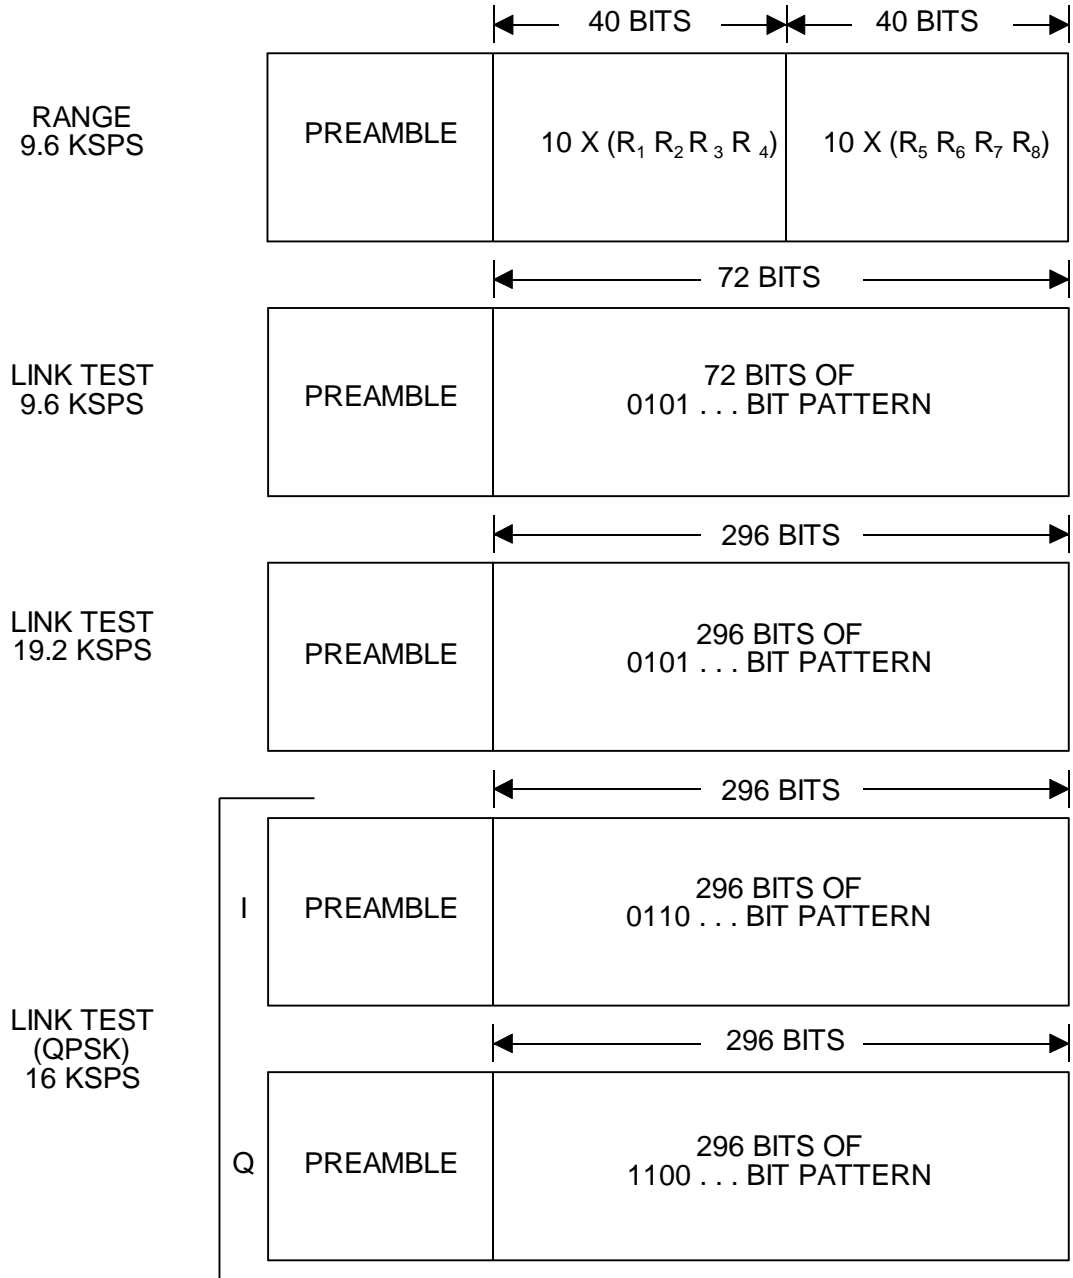 40 BITS 40 BITS
RANGE
9.6 KSPS
PREAMBLE
10 X (R₁ R₂ R ₃ R ₄)
10 X (R₅ R₆ R₇ R₈)
72 BITS
LINK TEST
9.6 KSPS
PREAMBLE
72 BITS OF
0101 . . . BIT PATTERN
296 BITS
LINK TEST
19.2 KSPS
PREAMBLE
296 BITS OF
0101 . . . BIT PATTERN
296 BITS
LINK TEST
(QPSK)
16 KSPS
I
PREAMBLE
296 BITS OF
0110 . . . BIT PATTERN
296 BITS
Q
PREAMBLE
296 BITS OF
1100 . . . BIT PATTERN